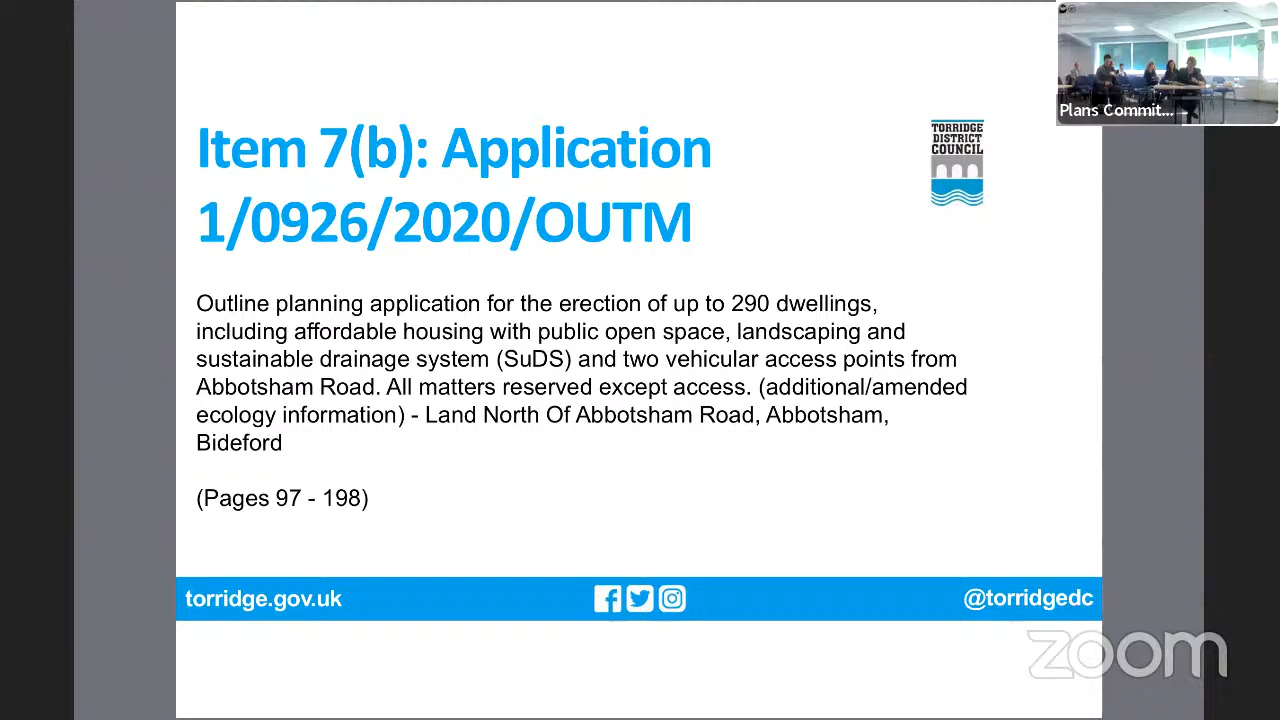 Plans Commit...
TORRIDGE
DISTRICT
COUNCIL
Item 7(b): Application
1/0926/2020/OUTM
Outline planning application for the erection of up to 290 dwellings,
including affordable housing with public open space, landscaping and
sustainable drainage system (SuDS) and two vehicular access points from
Abbotsham Road. All matters reserved except access. (additional/amended
ecology information) - Land North Of Abbotsham Road, Abbotsham,
Bideford
(Pages 97 - 198)
torridge.gov.uk
@torridgedc
zoom